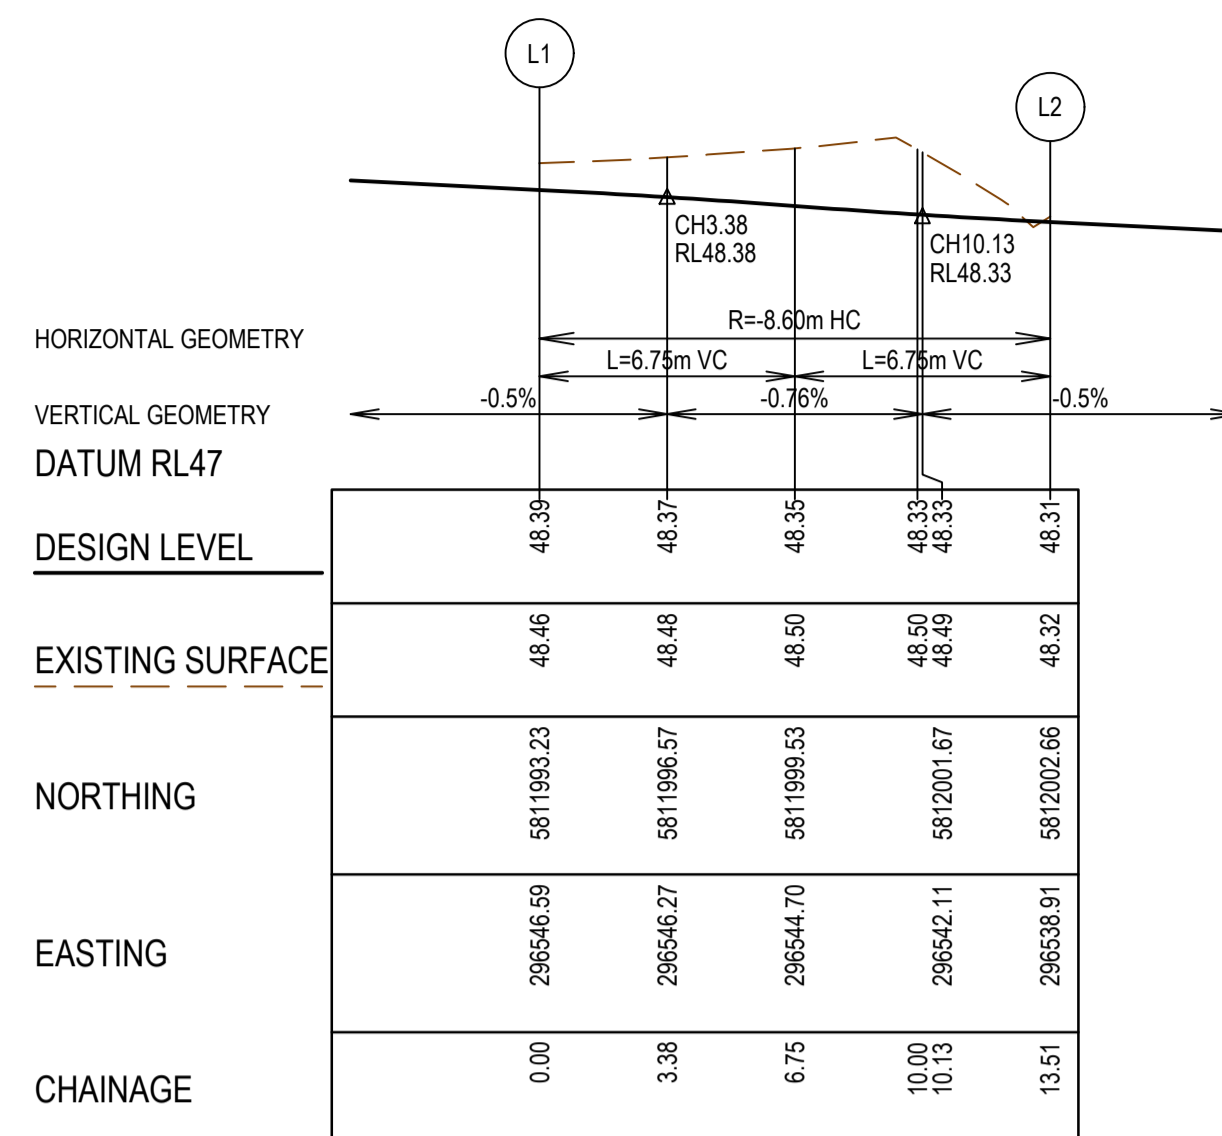 L1
L2
CH3.38
RL48.38
CH10.13
RL48.33
HORIZONTAL GEOMETRY
R=-8.60m HC
L=6.75m VC L=6.75m VC
VERTICAL GEOMETRY
-0.5% -0.76% -0.5%
DATUM RL47
DESIGN LEVEL
48.39 48.37 48.35 48.33 48.33 48.31
EXISTING SURFACE
48.46 48.48 48.50 48.50 48.49 48.32
NORTHING
5811993.23 5811996.57 5811999.53 5812001.67 5812002.66
EASTING
296546.59 296546.27 296544.70 296542.11 296538.91
CHAINAGE
0.00 3.38 6.75 10.00 10.13 13.51